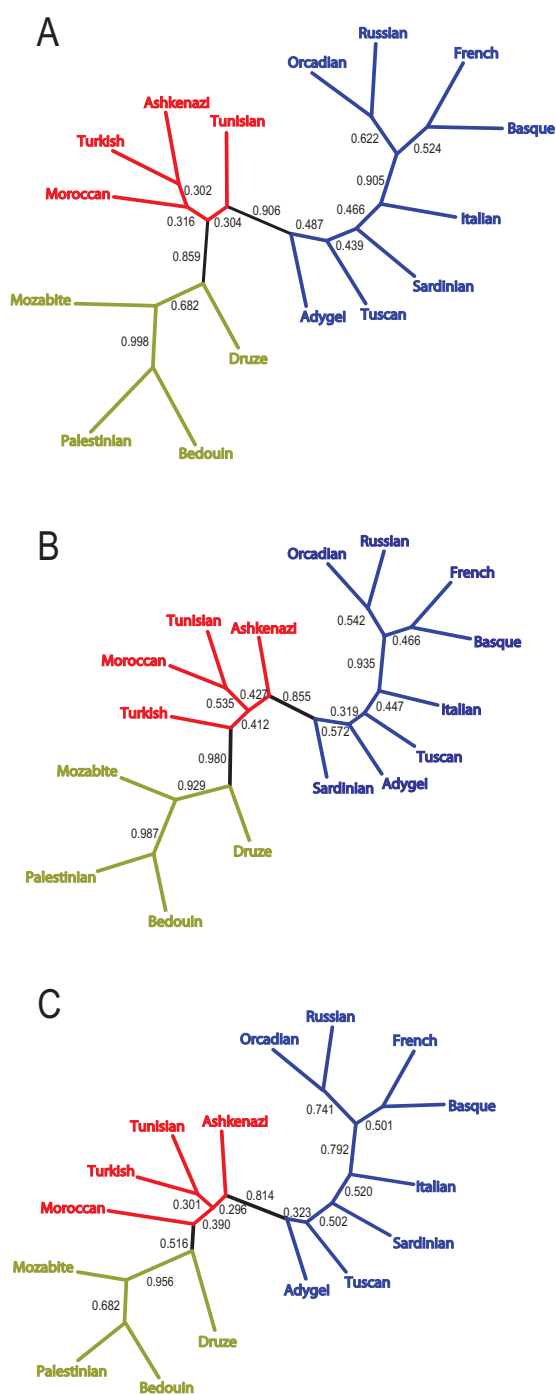 A
Russian
Orcadian
French
Ashkenazi
Tunisian
Basque
Turkish
0.622
0.524
0.302
0.905
Moroccan
0.316
0.304
0.906
0.487
0.466
Italian
0.859
0.439
Sardinian
Mozabite
0.682
Adygei
Tuscan
0.998
Druze
Palestinian
Bedouin
B
Russian
Orcadian
French
Tunisian
Ashkenazi
0.542
0.466
Basque
Moroccan
0.935
0.535
0.427
0.855
0.319
0.447
Italian
Turkish
0.412
0.572
Tuscan
0.980
Mozabite
0.929
Sardinian
Adygei
0.987
Druze
Palestinian
Bedouin
C
Russian
Orcadian
French
0.741
Basque
Tunisian
Ashkenazi
0.501
0.792
Turkish
0.301
0.296
0.814
0.520
Italian
Moroccan
0.390
0.323
0.502
Sardinian
0.516
Mozabite
0.956
Adygei
Tuscan
0.682
Druze
Palestinian
Bedouin